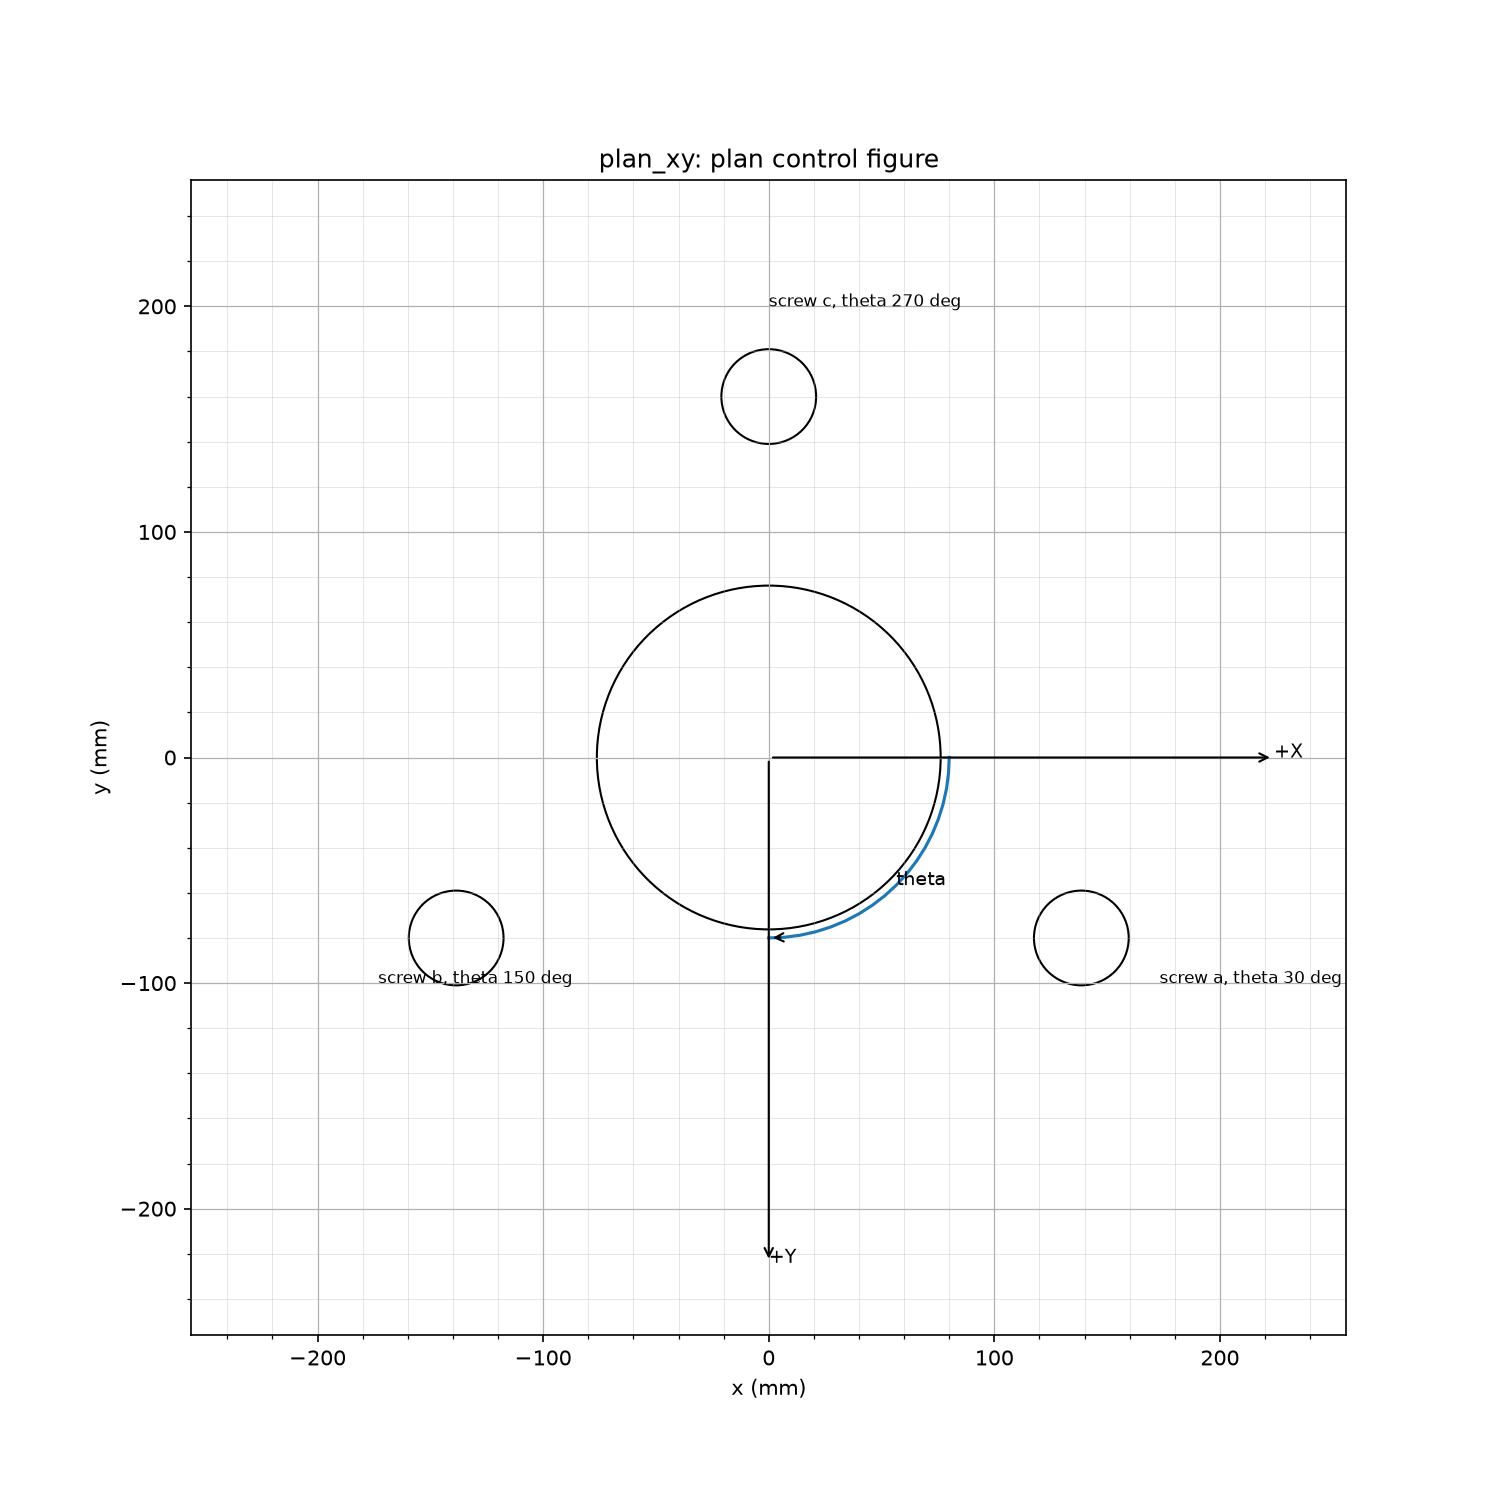 plan_xy: plan control figure
screw c, theta 270 deg
200
100
y (mm)
0
+X
theta
screw b, theta 150 deg
screw a, theta 30 deg
−100
−200
+Y
−200
−100
0
100
200
x (mm)